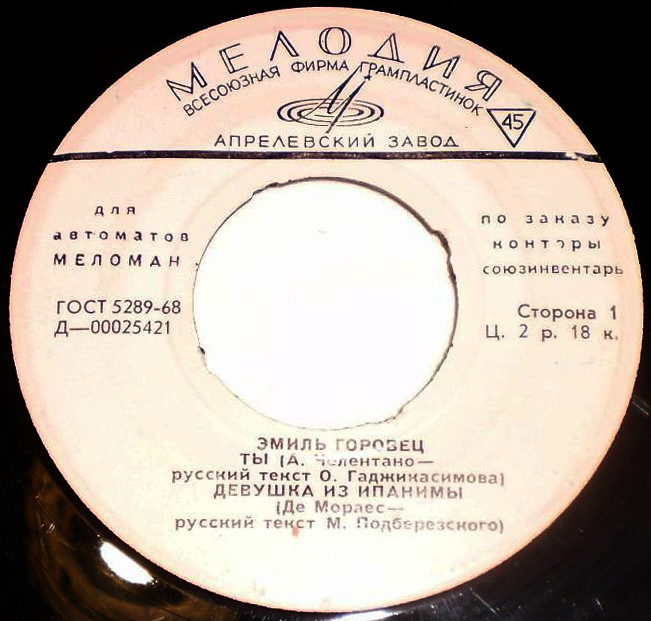 МЕЛОДИЯ
ВСЕСОЮЗНАЯ ФИРМА ГРАМПЛАСТИНОК
45
АПРЕЛЕВСКИЙ ЗАВОД
для
автоматов
МЕЛОМАН
ГОСТ 5289-68
Д—00025421
по заказу
конторы
союзинвентарь
Сторона 1
Ц. 2 р. 18 к.
ЭМИЛЬ ГОРОВЕЦ
ТЫ (А. Челентано—
русский текст О. Гаджикасимова)
ДЕВУШКА ИЗ ИПАНИМЫ
(Де Мораес—
русский текст М. Подберезского)